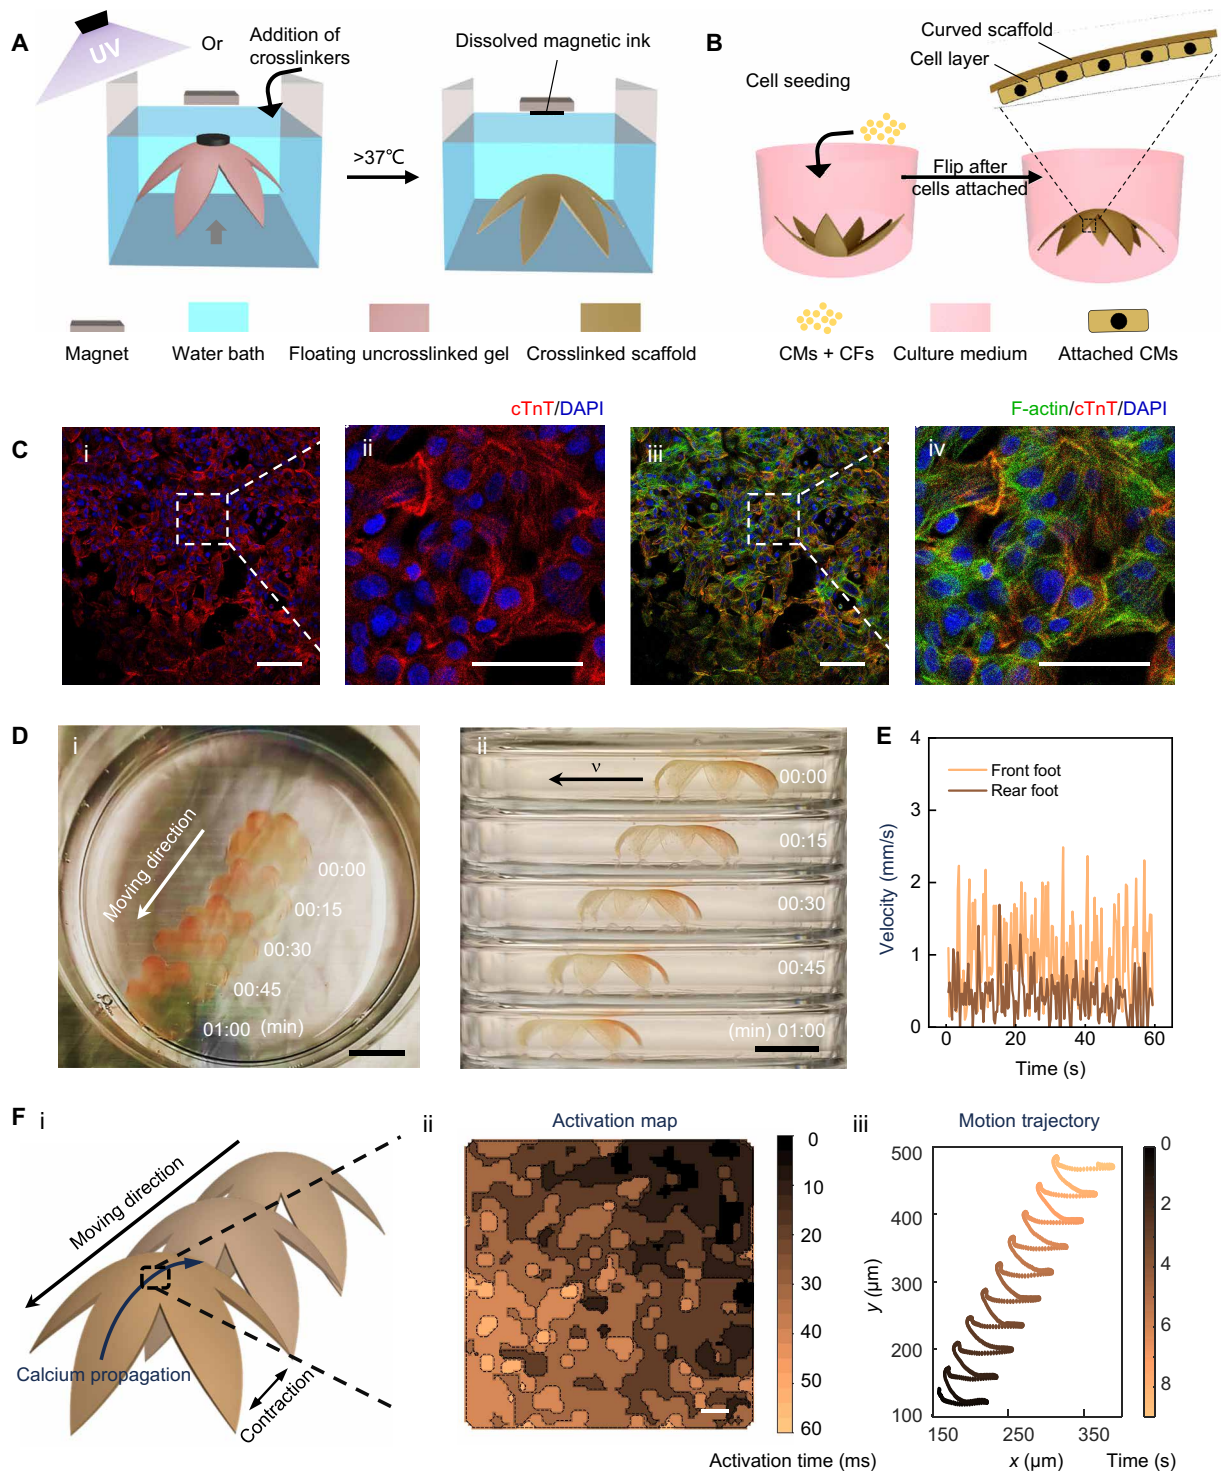 A
UV
Or
Addition of
crosslinkers
Dissolved magnetic ink
>37℃
Magnet
Water bath
Floating uncrosslinked gel
Crosslinked scaffold
B
Cell seeding
Curved scaffold
Cell layer
Flip after
cells attached
CMs + CFs
Culture medium
Attached CMs
C
cTnT/DAPI
F-actin/cTnT/DAPI
i
ii
iii
iv
D
i
Moving direction
00:00
00:15
00:30
00:45
01:00 (min)
ii
v
00:00
00:15
00:30
00:45
(min) 01:00
E
4
3
2
1
0
Velocity (mm/s)
Front foot
Rear foot
0
20
40
60
Time (s)
F
i
Moving direction
Calcium propagation
Contraction
ii
Activation map
0
10
20
30
40
50
60
Activation time (ms)
iii
Motion trajectory
500
400
300
200
100
y (μm)
150
250
350
x (μm)
0
2
4
6
8
Time (s)